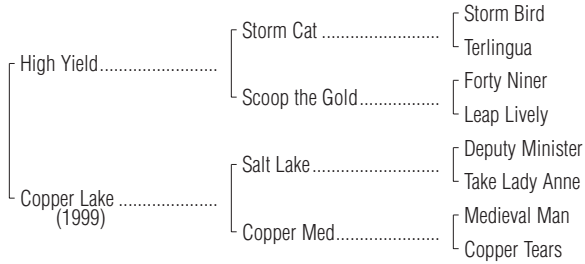 Storm Bird
Storm Cat
Terlingua
High Yield
Forty Niner
Scoop the Gold
Leap Lively
Deputy Minister
Salt Lake
Take Lady Anne
Copper Lake
(1999)
Medieval Man
Copper Med
Copper Tears